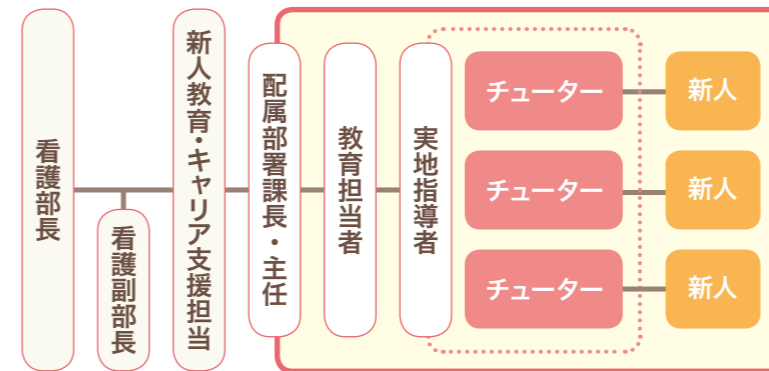 看護部長
看護副部長
新人教育・キャリア支援担当
配属部署課長・主任
教育担当者
実地指導者
チューター
新人
チューター
新人
チューター
新人